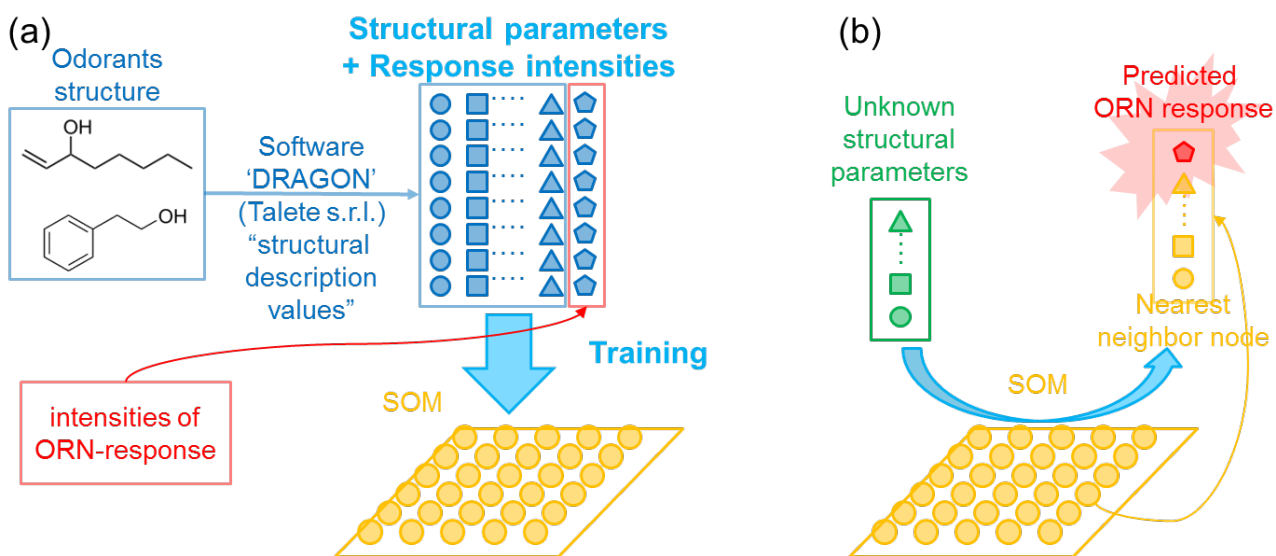 (a)
Odorants
structure
OH
OH
Software
'DRAGON'
(Talete s.r.l.)
“structural
description
values”
Structural parameters
+ Response intensities
Training
intensities of
ORN-response
SOM
(b)
Unknown
structural
parameters
Predicted
ORN response
Nearest
neighbor node
SOM